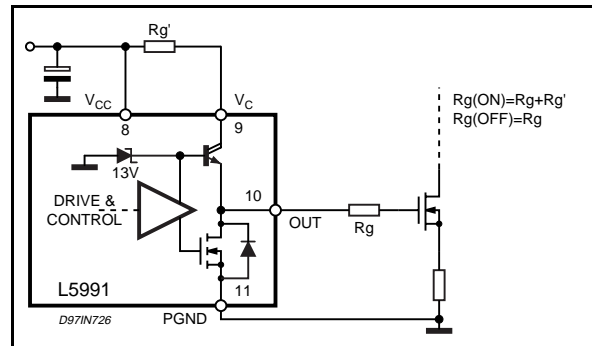 Rg'
VCC
VC
8
9
Rg(ON)=Rg+Rg'
Rg(OFF)=Rg
13V
DRIVE &
CONTROL
10
OUT
Rg
L5991
11
D97IN726
PGND